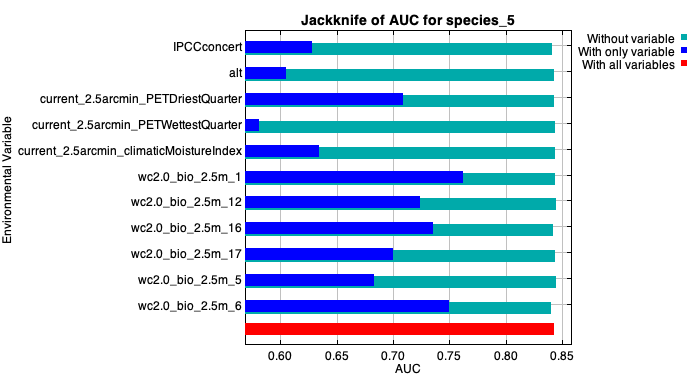 Jackknife of AUC for species_5
Without variable
With only variable
With all variables
Environmental Variable
IPCCconcert
alt
current_2.5arcmin_PETDriestQuarter
current_2.5arcmin_PETWettestQuarter
current_2.5arcmin_climaticMoistureIndex
wc2.0_bio_2.5m_1
wc2.0_bio_2.5m_12
wc2.0_bio_2.5m_16
wc2.0_bio_2.5m_17
wc2.0_bio_2.5m_5
wc2.0_bio_2.5m_6
0.60 0.65 0.70 0.75 0.80 0.85
AUC